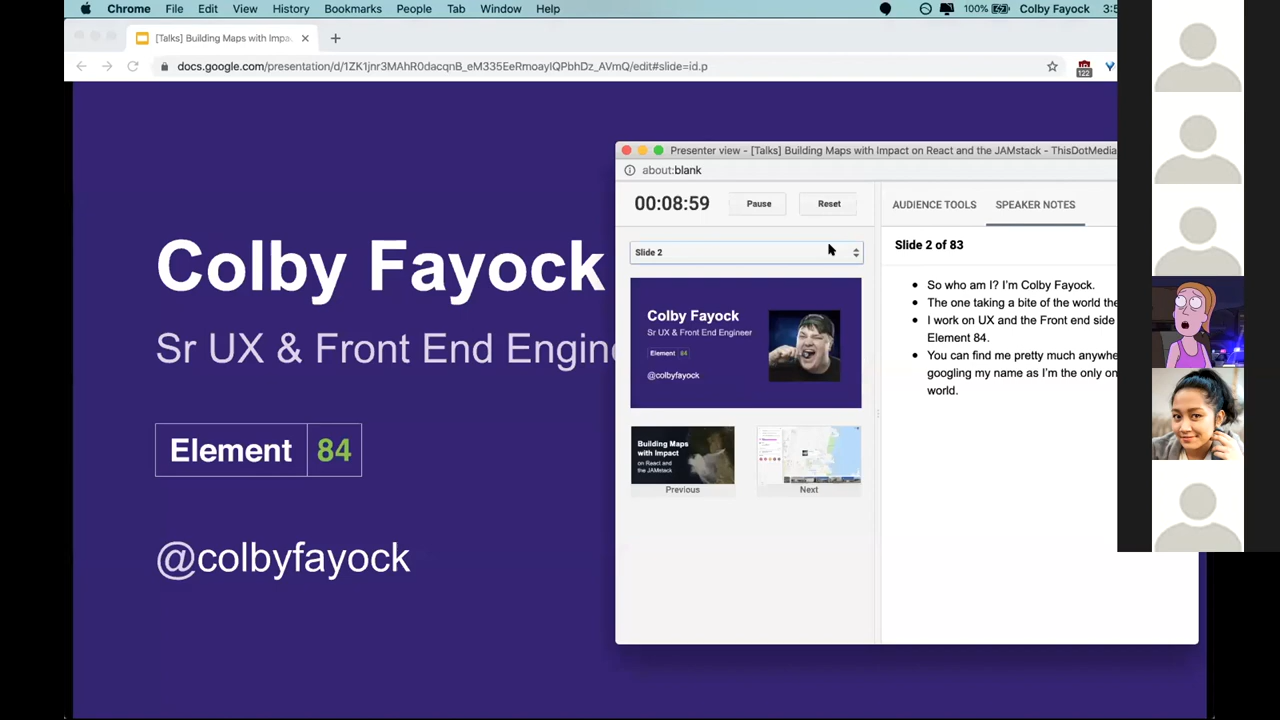 Chrome File Edit View History Bookmarks People Tab Window Help 100% Colby Fayock
[Talks] Building Maps with Impa
docs.google.com/presentation/d/1ZK1jnr3MAhR0dacqnB_eM335EeRmoayIQPbhDz_AVmQ/edit#slide=id.p
122
Colby Fayock
Sr UX & Front End Engin
Element 84
@colbyfayock
Presenter view - [Talks] Building Maps with Impact on React and the JAMstack - ThisDotMedia
about:blank
00:08:59 Pause Reset
Slide 2
Colby Fayock
Sr UX & Front End Engineer
Element 84
@colbyfayock
Building Maps
with Impact
on React and
the JAMstack
Previous
Next
AUDIENCE TOOLS SPEAKER NOTES
Slide 2 of 83
• So who am I? I'm Colby Fayock.
• The one taking a bite of the world the
• I work on UX and the Front end side
Element 84.
• You can find me pretty much anywhe
googling my name as I'm the only on
world.